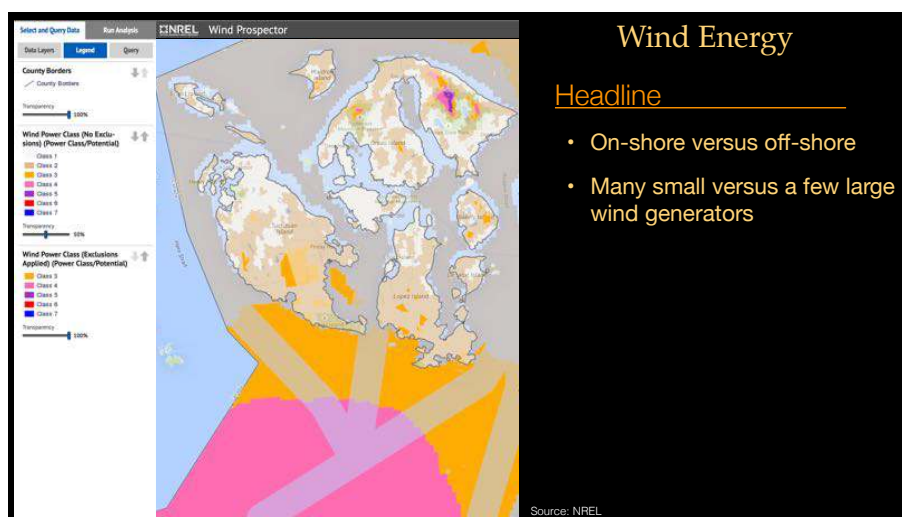 Select and Query Data
Run Analysis
NREL Wind Prospector
Data Layers
Legend
Query
County Borders
County Borders
Transparency
100%
Wind Power Class (No Exclu-
sions) (Power Class/Potential)
Class 1
Class 2
Class 3
Class 4
Class 5
Class 6
Class 7
Transparency
50%
Wind Power Class (Exclusions
Applied) (Power Class/Potential)
Class 3
Class 4
Class 5
Class 6
Class 7
Transparency
100%
Lopez Island
Wind Energy
Headline
• On-shore versus off-shore
• Many small versus a few large
wind generators
Source: NREL